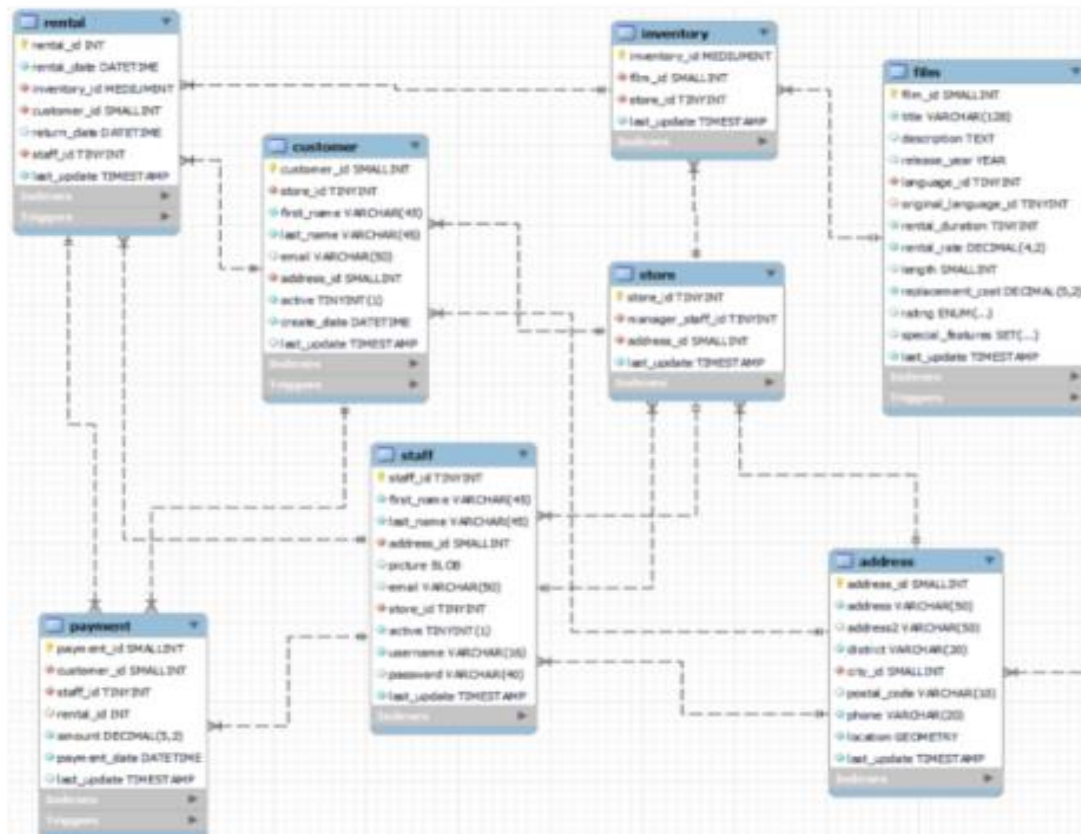 rental
rental_id INT
rental_date DATETIME
inventory_id MEDIUMINT
customer_id SMALLINT
return_date DATETIME
staff_id TINYINT
last_update TIMESTAMP
Indexes
Triggers
customer
customer_id SMALLINT
store_id TINYINT
first_name VARCHAR(45)
last_name VARCHAR(45)
email VARCHAR(50)
address_id SMALLINT
active TINYINT(1)
create_date DATETIME
last_update TIMESTAMP
Indexes
Triggers
inventory
inventory_id MEDIUMINT
film_id SMALLINT
store_id TINYINT
last_update TIMESTAMP
Indexes
film
film_id SMALLINT
title VARCHAR(128)
description TEXT
release_year YEAR
language_id TINYINT
original_language_id TINYINT
rental_duration TINYINT
rental_rate DECIMAL(4,2)
length SMALLINT
replacement_cost DECIMAL(5,2)
rating ENUM(...)
special_features SET(...)
last_update TIMESTAMP
Indexes
Triggers
store
store_id TINYINT
manager_staff_id TINYINT
address_id SMALLINT
last_update TIMESTAMP
Indexes
staff
staff_id TINYINT
first_name VARCHAR(45)
last_name VARCHAR(45)
address_id SMALLINT
picture BLOB
email VARCHAR(50)
store_id TINYINT
active TINYINT(1)
username VARCHAR(16)
password VARCHAR(40)
last_update TIMESTAMP
Indexes
address
address_id SMALLINT
address VARCHAR(50)
address2 VARCHAR(50)
district VARCHAR(20)
city_id SMALLINT
postal_code VARCHAR(10)
phone VARCHAR(20)
location GEOMETRY
last_update TIMESTAMP
Indexes
payment
payment_id SMALLINT
customer_id SMALLINT
staff_id TINYINT
rental_id INT
amount DECIMAL(5,2)
payment_date DATETIME
last_update TIMESTAMP
Indexes
Triggers